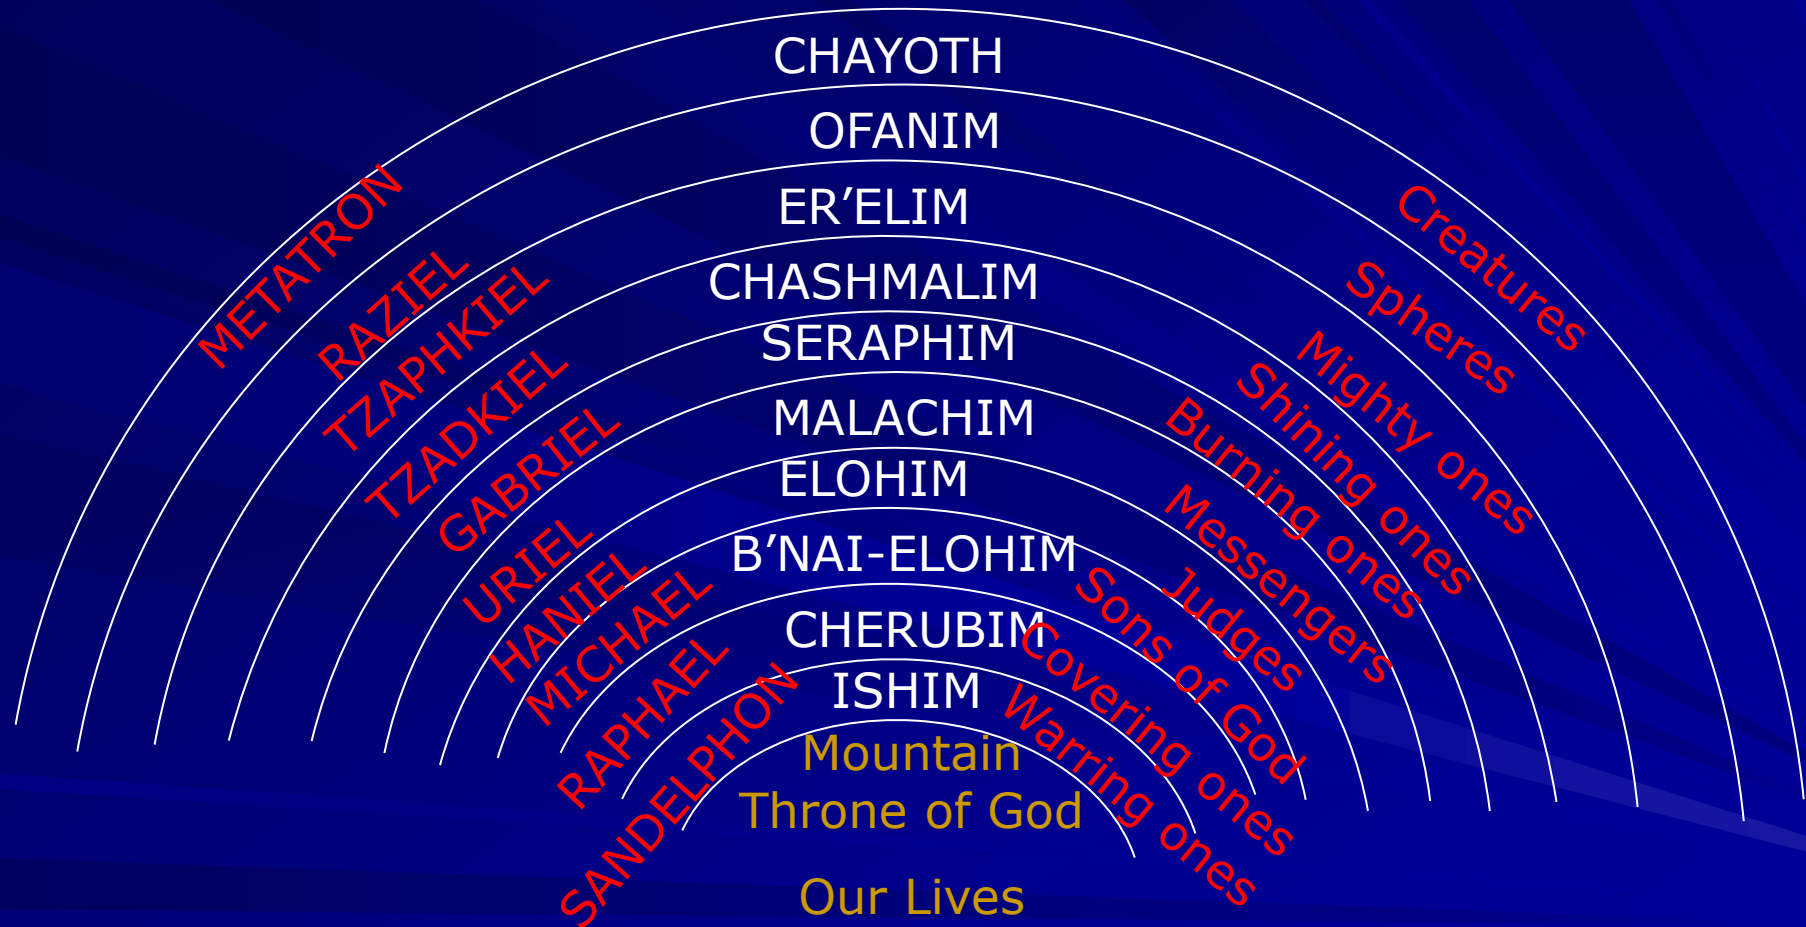 CHAYOTH
OFANIM
ER’ELIM
CHASHMALIM
SERAPHIM
MALACHIM
ELOHIM
B’NAI-ELOHIM
CHERUBIM
ISHIM
Mountain
Throne of God
Our Lives
METATRON
RAZIEL
TZAPHKIEL
TZADKIEL
GABRIEL
URIEL
HANIEL
MICHAEL
RAPHAEL
SANDELPHON
Creatures
Spheres
Mighty ones
Shining ones
Burning ones
Messengers
Judges
Sons of God
Covering ones
Warring ones